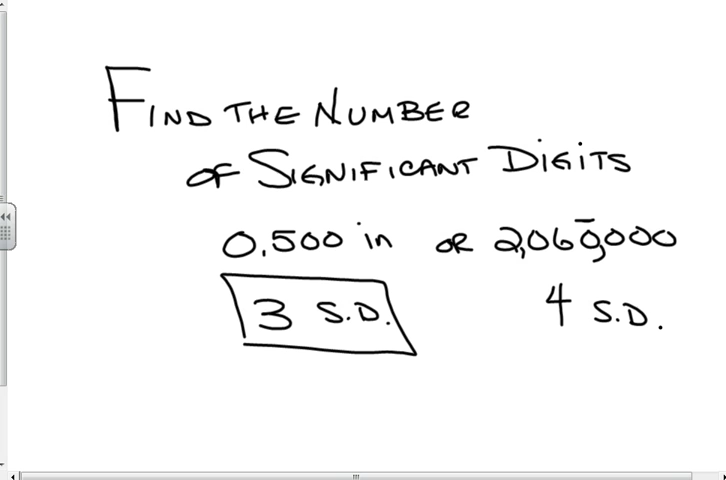 FIND THE NUMBER
OF SIGNIFICANT DIGITS
0.500 in OR 2,060̅,000
3 S.D. 4 S.D.